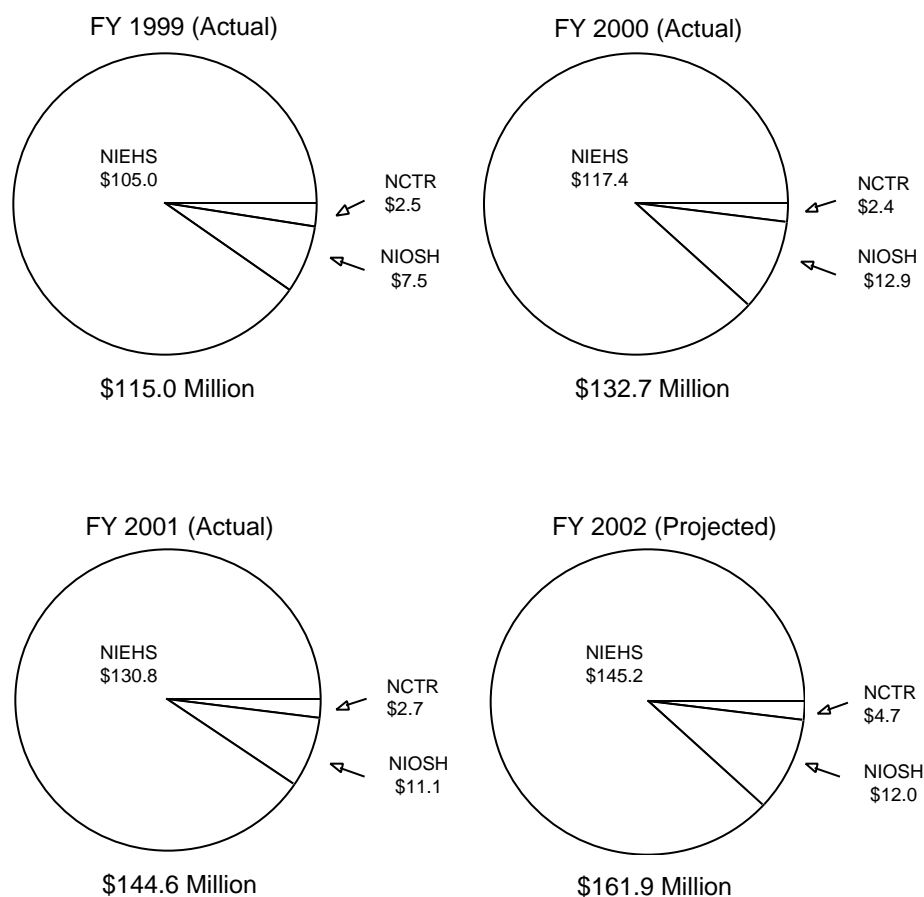 FY 1999 (Actual)
NIEHS
$105.0
NCTR
$2.5
NIOSH
$7.5
$115.0 Million
FY 2000 (Actual)
NIEHS
$117.4
NCTR
$2.4
NIOSH
$12.9
$132.7 Million
FY 2001 (Actual)
NIEHS
$130.8
NCTR
$2.7
NIOSH
$11.1
$144.6 Million
FY 2002 (Projected)
NIEHS
$145.2
NCTR
$4.7
NIOSH
$12.0
$161.9 Million